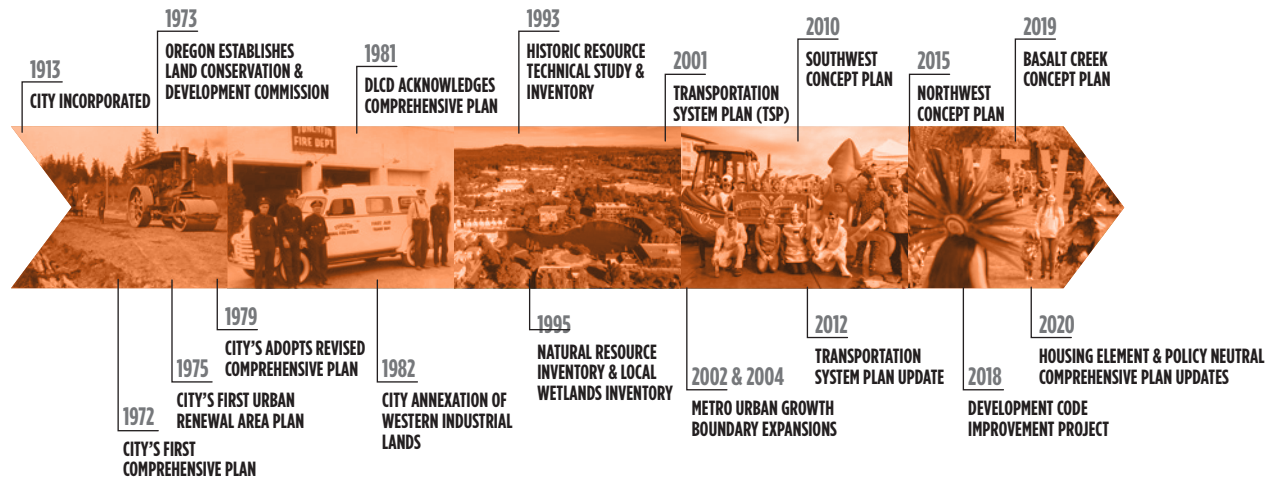 1913
CITY INCORPORATED
1973
OREGON ESTABLISHES
LAND CONSERVATION &
DEVELOPMENT COMMISSION
1981
DLCD ACKNOWLEDGES
COMPREHENSIVE PLAN
1993
HISTORIC RESOURCE
TECHNICAL STUDY &
INVENTORY
2001
TRANSPORTATION
SYSTEM PLAN (TSP)
2010
SOUTHWEST
CONCEPT PLAN
2015
NORTHWEST
CONCEPT PLAN
2019
BASALT CREEK
CONCEPT PLAN
TUALATIN
FIRE DEPT
1972
CITY'S FIRST
COMPREHENSIVE PLAN
1975
CITY'S FIRST URBAN
RENEWAL AREA PLAN
1979
CITY'S ADOPTS REVISED
COMPREHENSIVE PLAN
1982
CITY ANNEXATION OF
WESTERN INDUSTRIAL
LANDS
1995
NATURAL RESOURCE
INVENTORY & LOCAL
WETLANDS INVENTORY
2002 & 2004
METRO URBAN GROWTH
BOUNDARY EXPANSIONS
2012
TRANSPORTATION
SYSTEM PLAN UPDATE
2018
DEVELOPMENT CODE
IMPROVEMENT PROJECT
2020
HOUSING ELEMENT & POLICY NEUTRAL
COMPREHENSIVE PLAN UPDATES